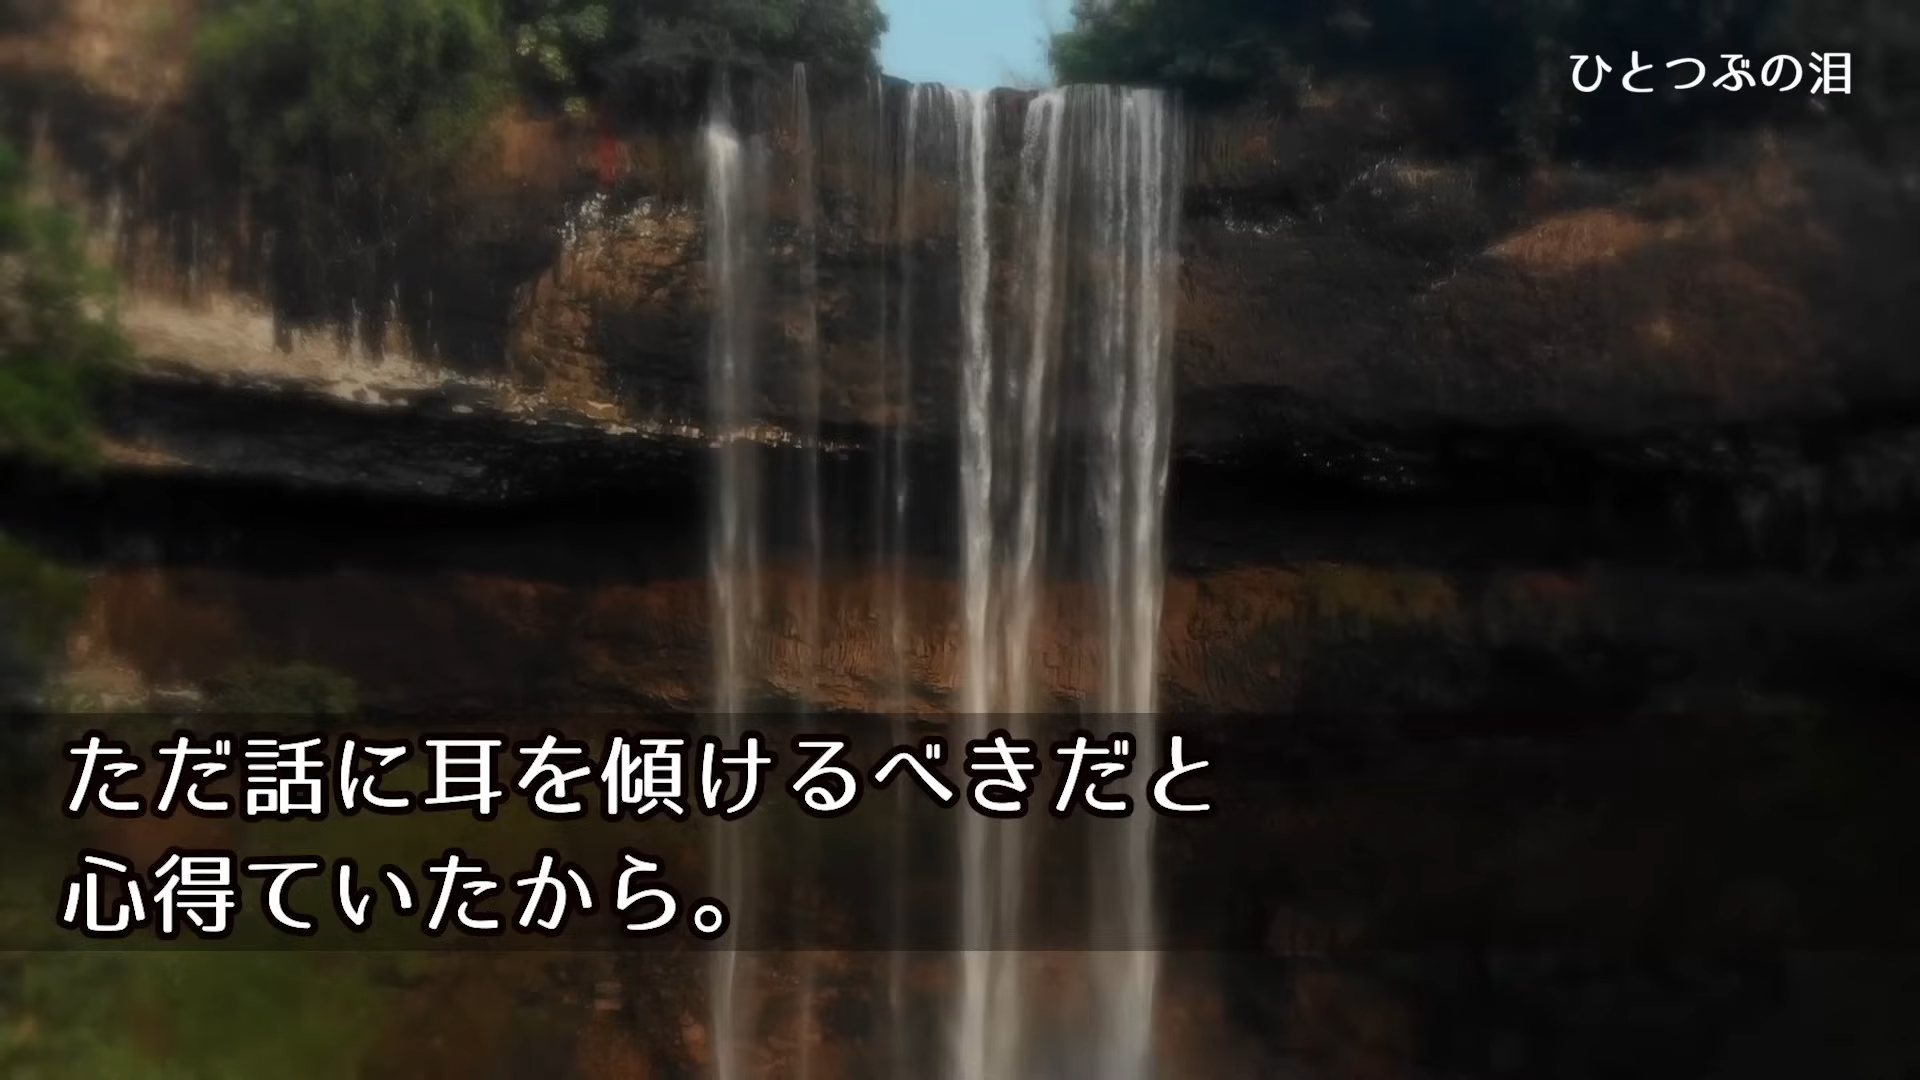 ひとつぶの泪
ただ話に耳を傾けるべきだと
心得ていたから。